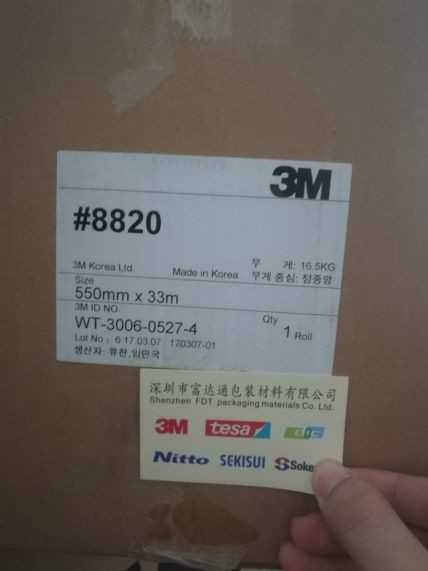 3M
#8820
3M Korea Ltd.
Made in Korea
무 게: 16.5KG
무게 중심: 정중앙
Size
550mm x 33m
3M ID NO
WT-3006-0527-4
Qty
1 Roll
Lot No : 6 17.03.07 170307-01
생산자: 류찬,임만국
深圳市富达通包装材料有限公司
Shenzhen FDT packaging materials Co. Ltd.
3M tesa dic
Nitto SEKISUI Soke